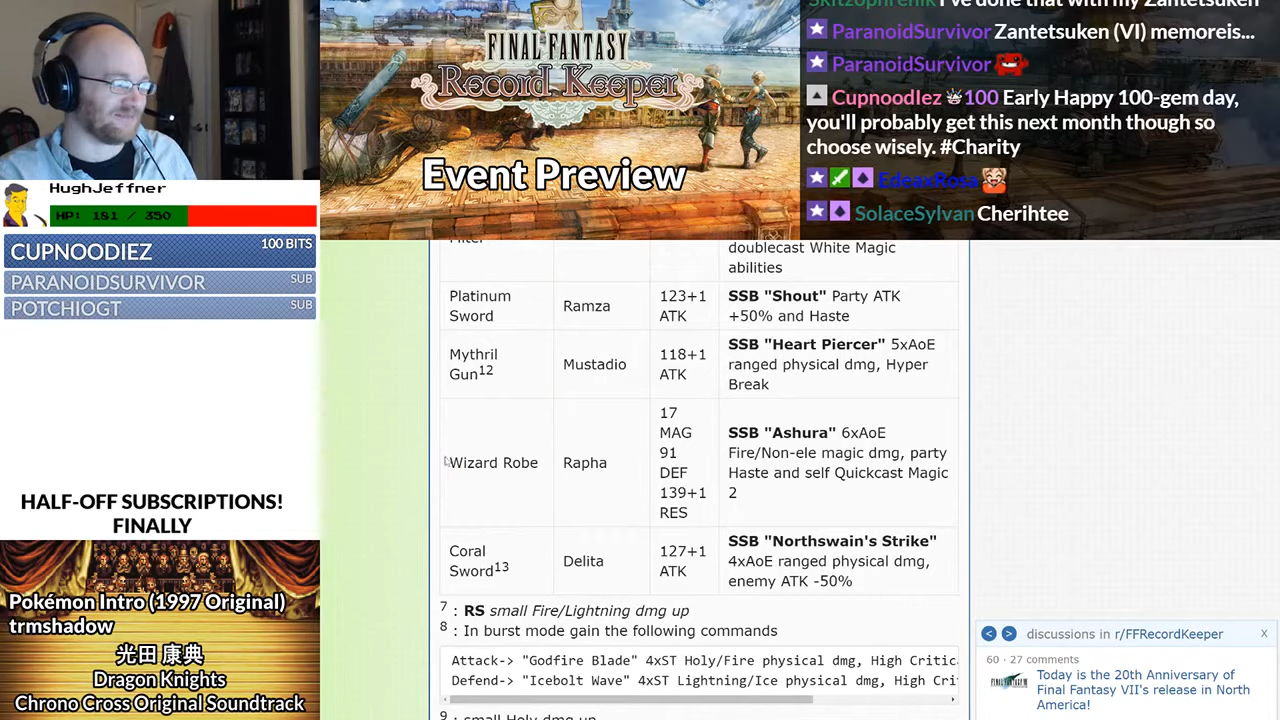 HughJeffner
HP: 181 / 350
CUPNOODIEZ 100 BITS
PARANOIDSURVIVOR SUB
POTCHIOGT SUB
HALF-OFF SUBSCRIPTIONS!
FINALLY
Pokémon Intro (1997 Original)
trmshadow
光田 康典
Dragon Knights
Chrono Cross Original Soundtrack
FINAL FANTASY
Record Keeper
Event Preview
I've done that with my Zantetsuken
ParanoidSurvivor Zantetsuken (VI) memoreis...
ParanoidSurvivor
Cupnoodlez 100 Early Happy 100-gem day,
you'll probably get this next month though so
choose wisely. #Charity
EdeaxRosa
SolaceSylvan Cherihtee
doublecast White Magic
abilities
Platinum
Sword
Ramza
123+1
ATK
SSB "Shout" Party ATK
+50% and Haste
Mythril
Gun12
Mustadio
118+1
ATK
SSB "Heart Piercer" 5xAoE
ranged physical dmg, Hyper
Break
Wizard Robe
Rapha
17
MAG
91
DEF
139+1
RES
SSB "Ashura" 6xAoE
Fire/Non-ele magic dmg, party
Haste and self Quickcast Magic
2
Coral
Sword13
Delita
127+1
ATK
SSB "Northswain's Strike"
4xAoE ranged physical dmg,
enemy ATK -50%
7 : RS small Fire/Lightning dmg up
8 : In burst mode gain the following commands
Attack-> "Godfire Blade" 4xST Holy/Fire physical dmg, High Critica
Defend-> "Icebolt Wave" 4xST Lightning/Ice physical dmg, High Cri
9 : small Holy dmg up
discussions in r/FFRecordKeeper X
60 · 27 comments
Today is the 20th Anniversary of
Final Fantasy VII's release in North
America!